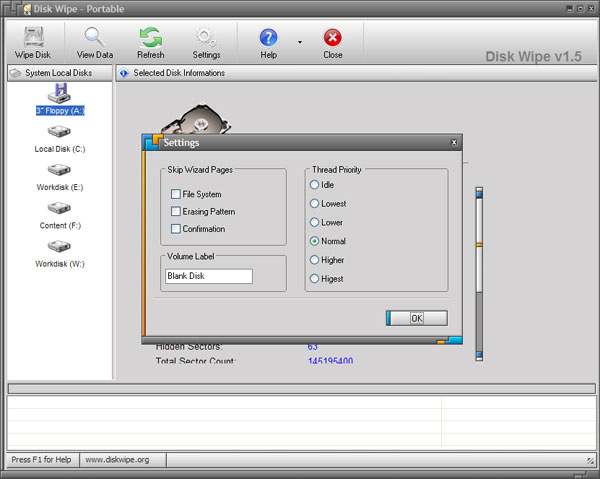 Disk Wipe - Portable
Wipe Disk
View Data
Refresh
Settings
Help
Close
Disk Wipe v1.5
System Local Disks
Selected Disk Informations
3" Floppy (A:)
Local Disk (C:)
Workdisk (E:)
Content (F:)
Workdisk (W:)
Settings
Skip Wizard Pages
File System
Erasing Pattern
Confirmation
Volume Label
Blank Disk
Thread Priority
Idle
Lowest
Lower
Normal
Higher
Higest
OK
Hidden Sectors: 63
Total Sector Count: 145195400
Press F1 for Help
www.diskwipe.org